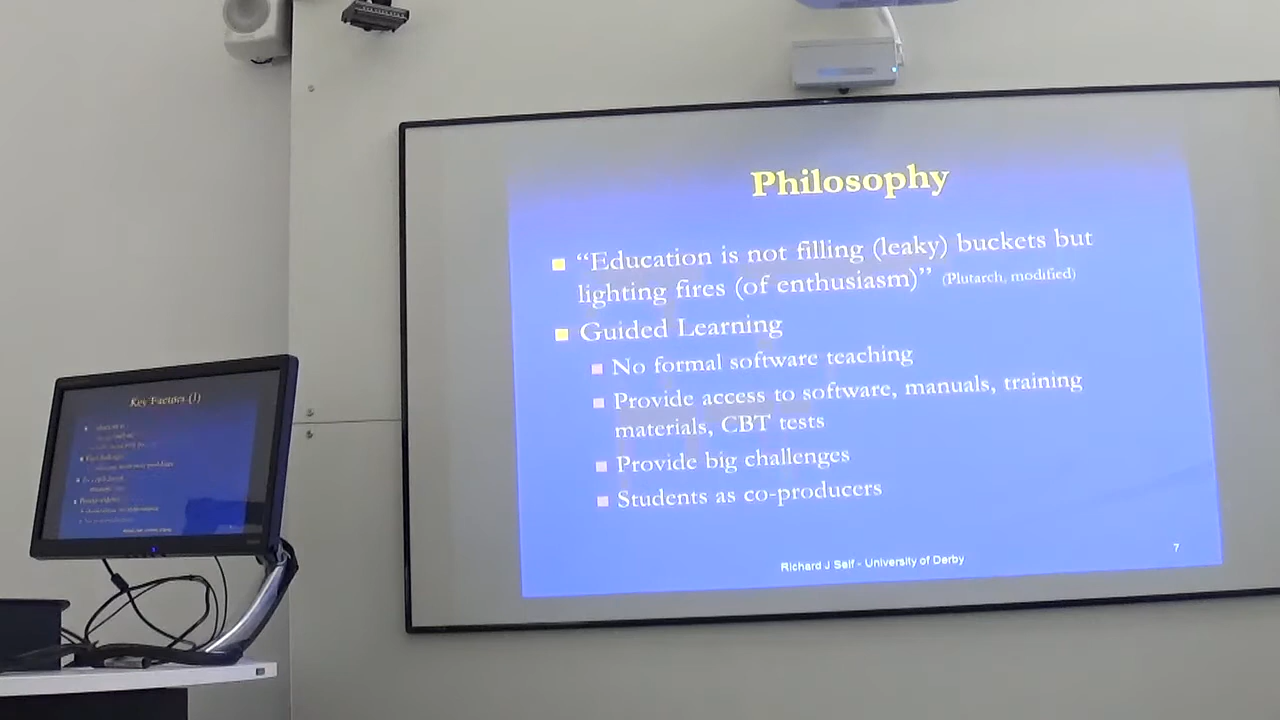 Philosophy
“Education is not filling (leaky) buckets but
lighting fires (of enthusiasm)” (Plutarch, modified)
Guided Learning
No formal software teaching
Provide access to software, manuals, training
materials, CBT tests
Provide big challenges
Students as co-producers
Richard J Self - University of Derby
7
Key Factors (1)